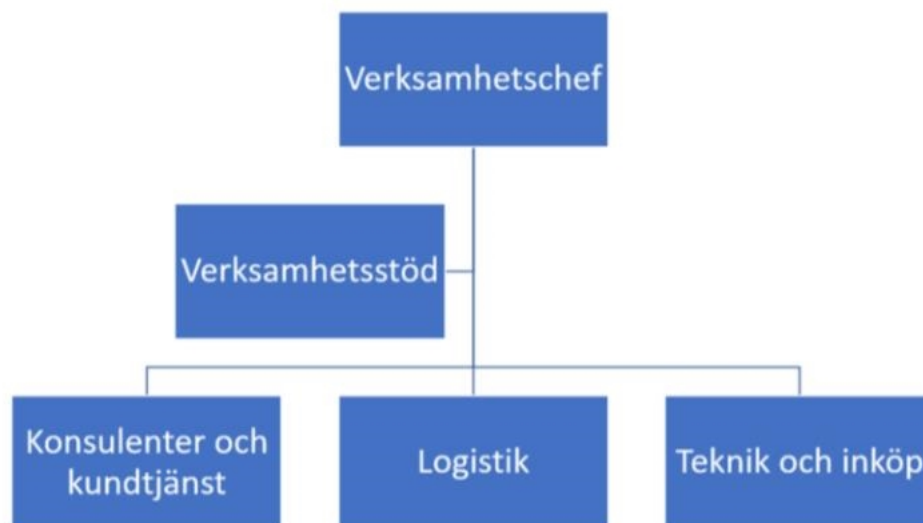 Verksamhetschef
Verksamhetsstöd
Konsulenter och
kundtjänst
Logistik
Teknik och inköp